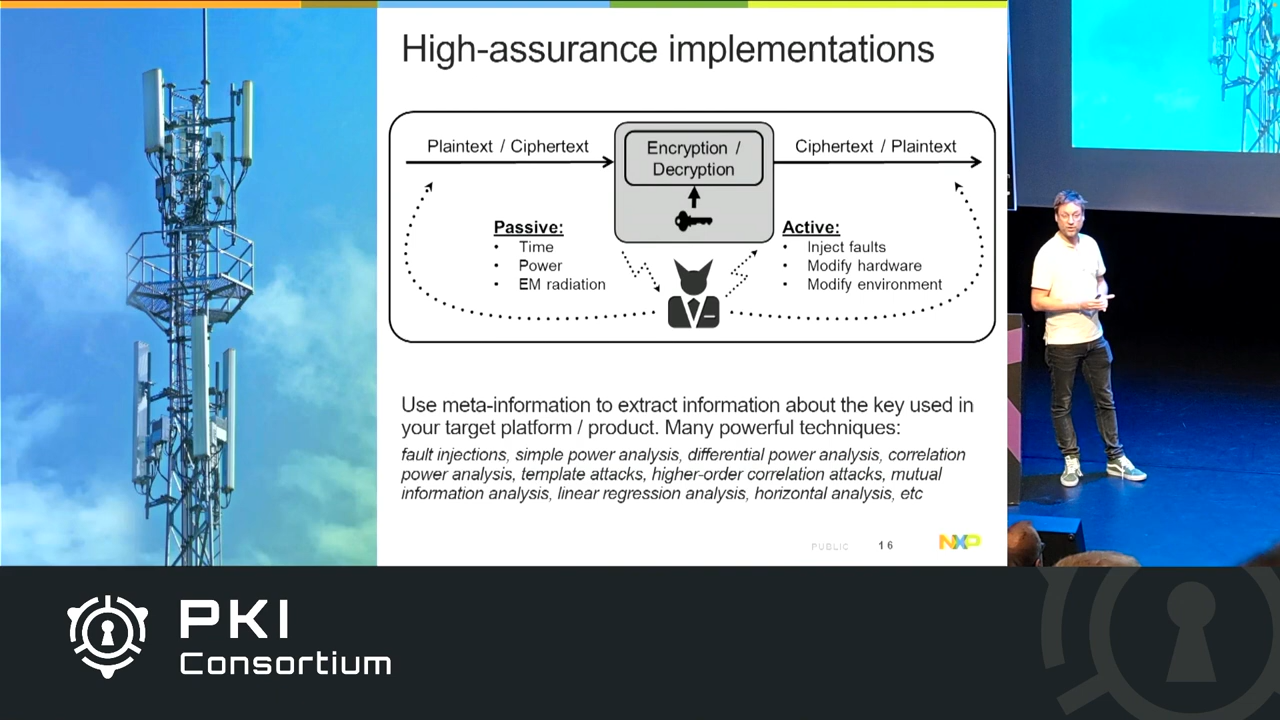 High-assurance implementations
Plaintext / Ciphertext
Encryption /
Decryption
Ciphertext / Plaintext
Passive:
• Time
• Power
• EM radiation
Active:
• Inject faults
• Modify hardware
• Modify environment
Use meta-information to extract information about the key used in
your target platform / product. Many powerful techniques:
fault injections, simple power analysis, differential power analysis, correlation
power analysis, template attacks, higher-order correlation attacks, mutual
information analysis, linear regression analysis, horizontal analysis, etc
PUBLIC
16
NXP
PKI
Consortium